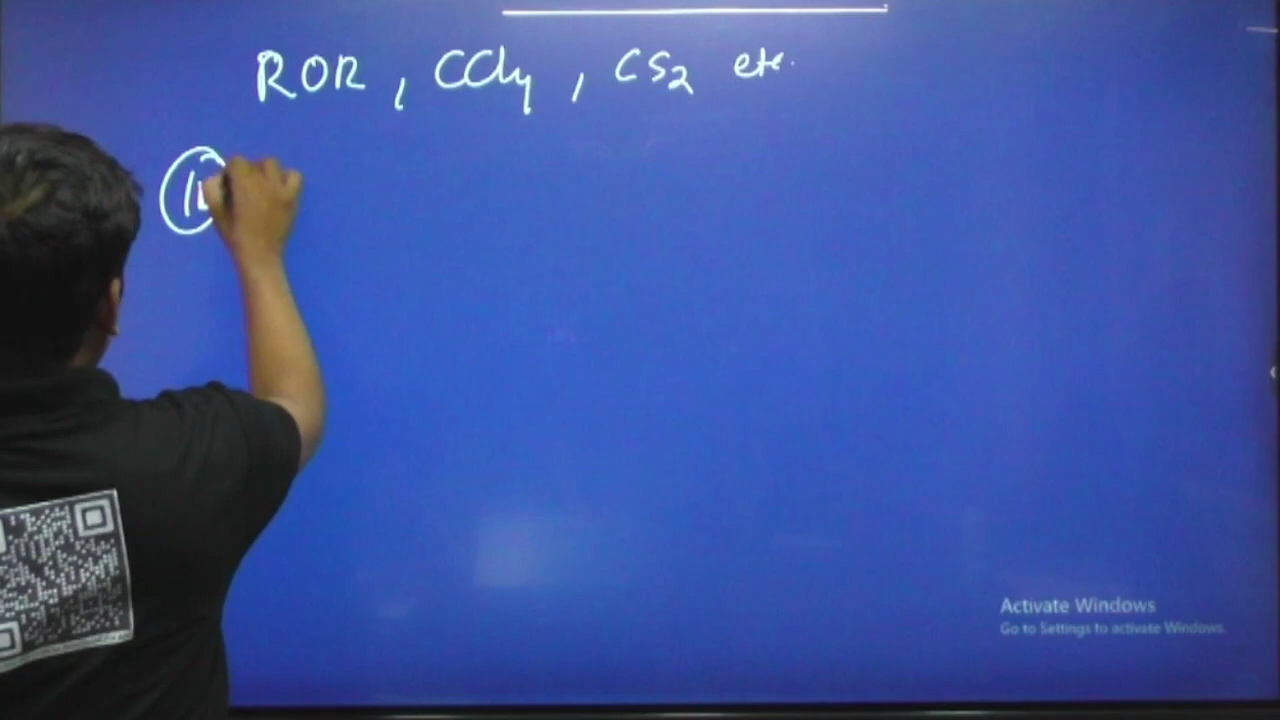 ROR, CCl4, CS2 etc.
Activate Windows
Go to Settings to activate Windows.